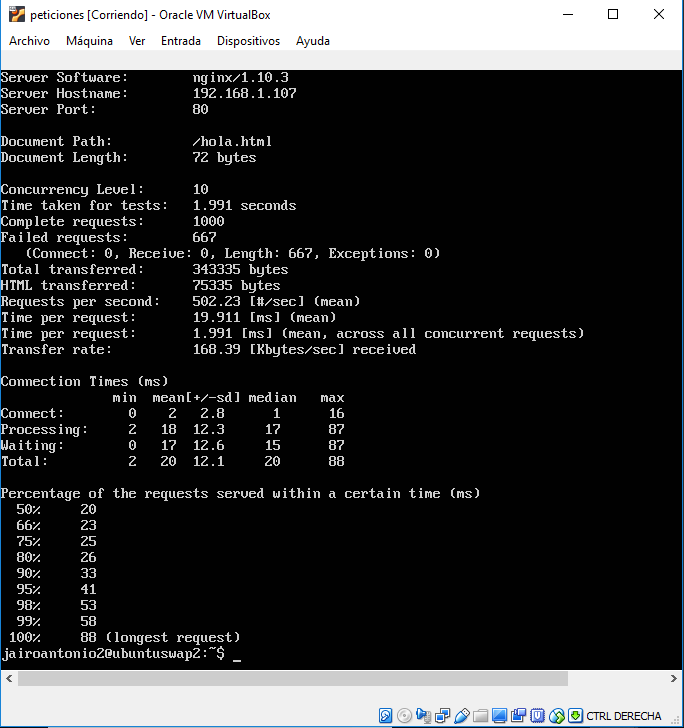 peticiones [Corriendo] - Oracle VM VirtualBox
Archivo Máquina Ver Entrada Dispositivos Ayuda
Server Software:        nginx/1.10.3
Server Hostname:        192.168.1.107
Server Port:            80

Document Path:          /hola.html
Document Length:        72 bytes

Concurrency Level:      10
Time taken for tests:   1.991 seconds
Complete requests:      1000
Failed requests:        667
   (Connect: 0, Receive: 0, Length: 667, Exceptions: 0)
Total transferred:      343335 bytes
HTML transferred:       75335 bytes
Requests per second:    502.23 [#/sec] (mean)
Time per request:       19.911 [ms] (mean)
Time per request:       1.991 [ms] (mean, across all concurrent requests)
Transfer rate:          168.39 [Kbytes/sec] received

Connection Times (ms)
              min  mean[+/-sd] median   max
Connect:        0    2   2.8      1      16
Processing:     2   18  12.3     17      87
Waiting:        0   17  12.6     15      87
Total:          2   20  12.1     20      88

Percentage of the requests served within a certain time (ms)
  50%     20
  66%     23
  75%     25
  80%     26
  90%     33
  95%     41
  98%     53
  99%     58
 100%     88 (longest request)
jairoantonio2@ubuntuswap2:~$ _
CTRL DERECHA